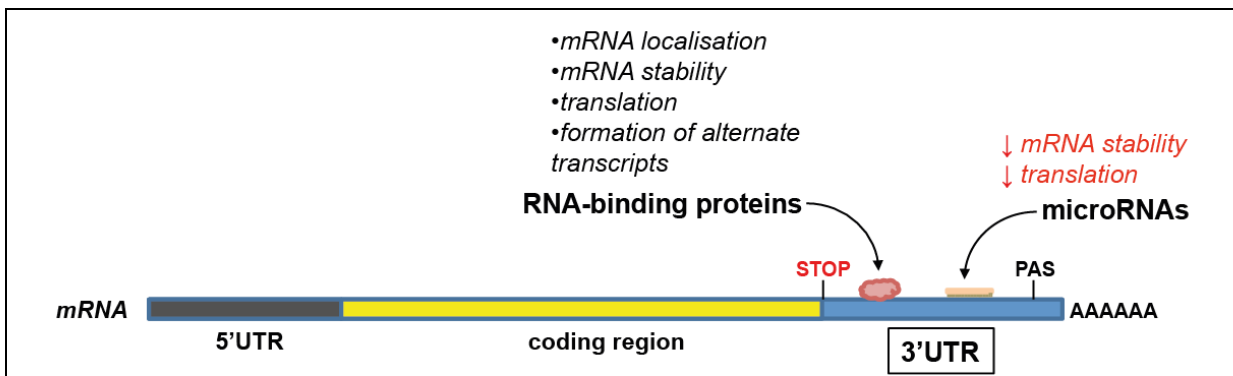 •mRNA localisation
•mRNA stability
•translation
•formation of alternate
transcripts
↓ mRNA stability
↓ translation
RNA-binding proteins
microRNAs
STOP
PAS
mRNA
AAAAAA
5'UTR
coding region
3'UTR